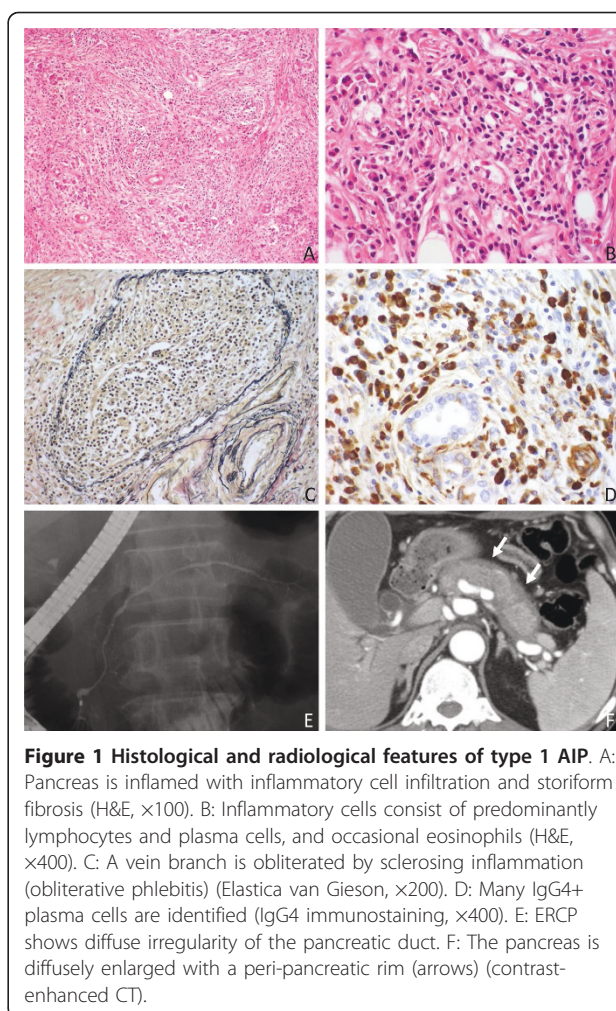 A
B
C
D
E
F
Figure 1 Histological and radiological features of type 1 AIP. A:
Pancreas is inflamed with inflammatory cell infiltration and storiform
fibrosis (H&E, ×100). B: Inflammatory cells consist of predominantly
lymphocytes and plasma cells, and occasional eosinophils (H&E,
×400). C: A vein branch is obliterated by sclerosing inflammation
(obliterative phlebitis) (Elastica van Gieson, ×200). D: Many IgG4+
plasma cells are identified (IgG4 immunostaining, ×400). E: ERCP
shows diffuse irregularity of the pancreatic duct. F: The pancreas is
diffusely enlarged with a peri-pancreatic rim (arrows) (contrast-
enhanced CT).